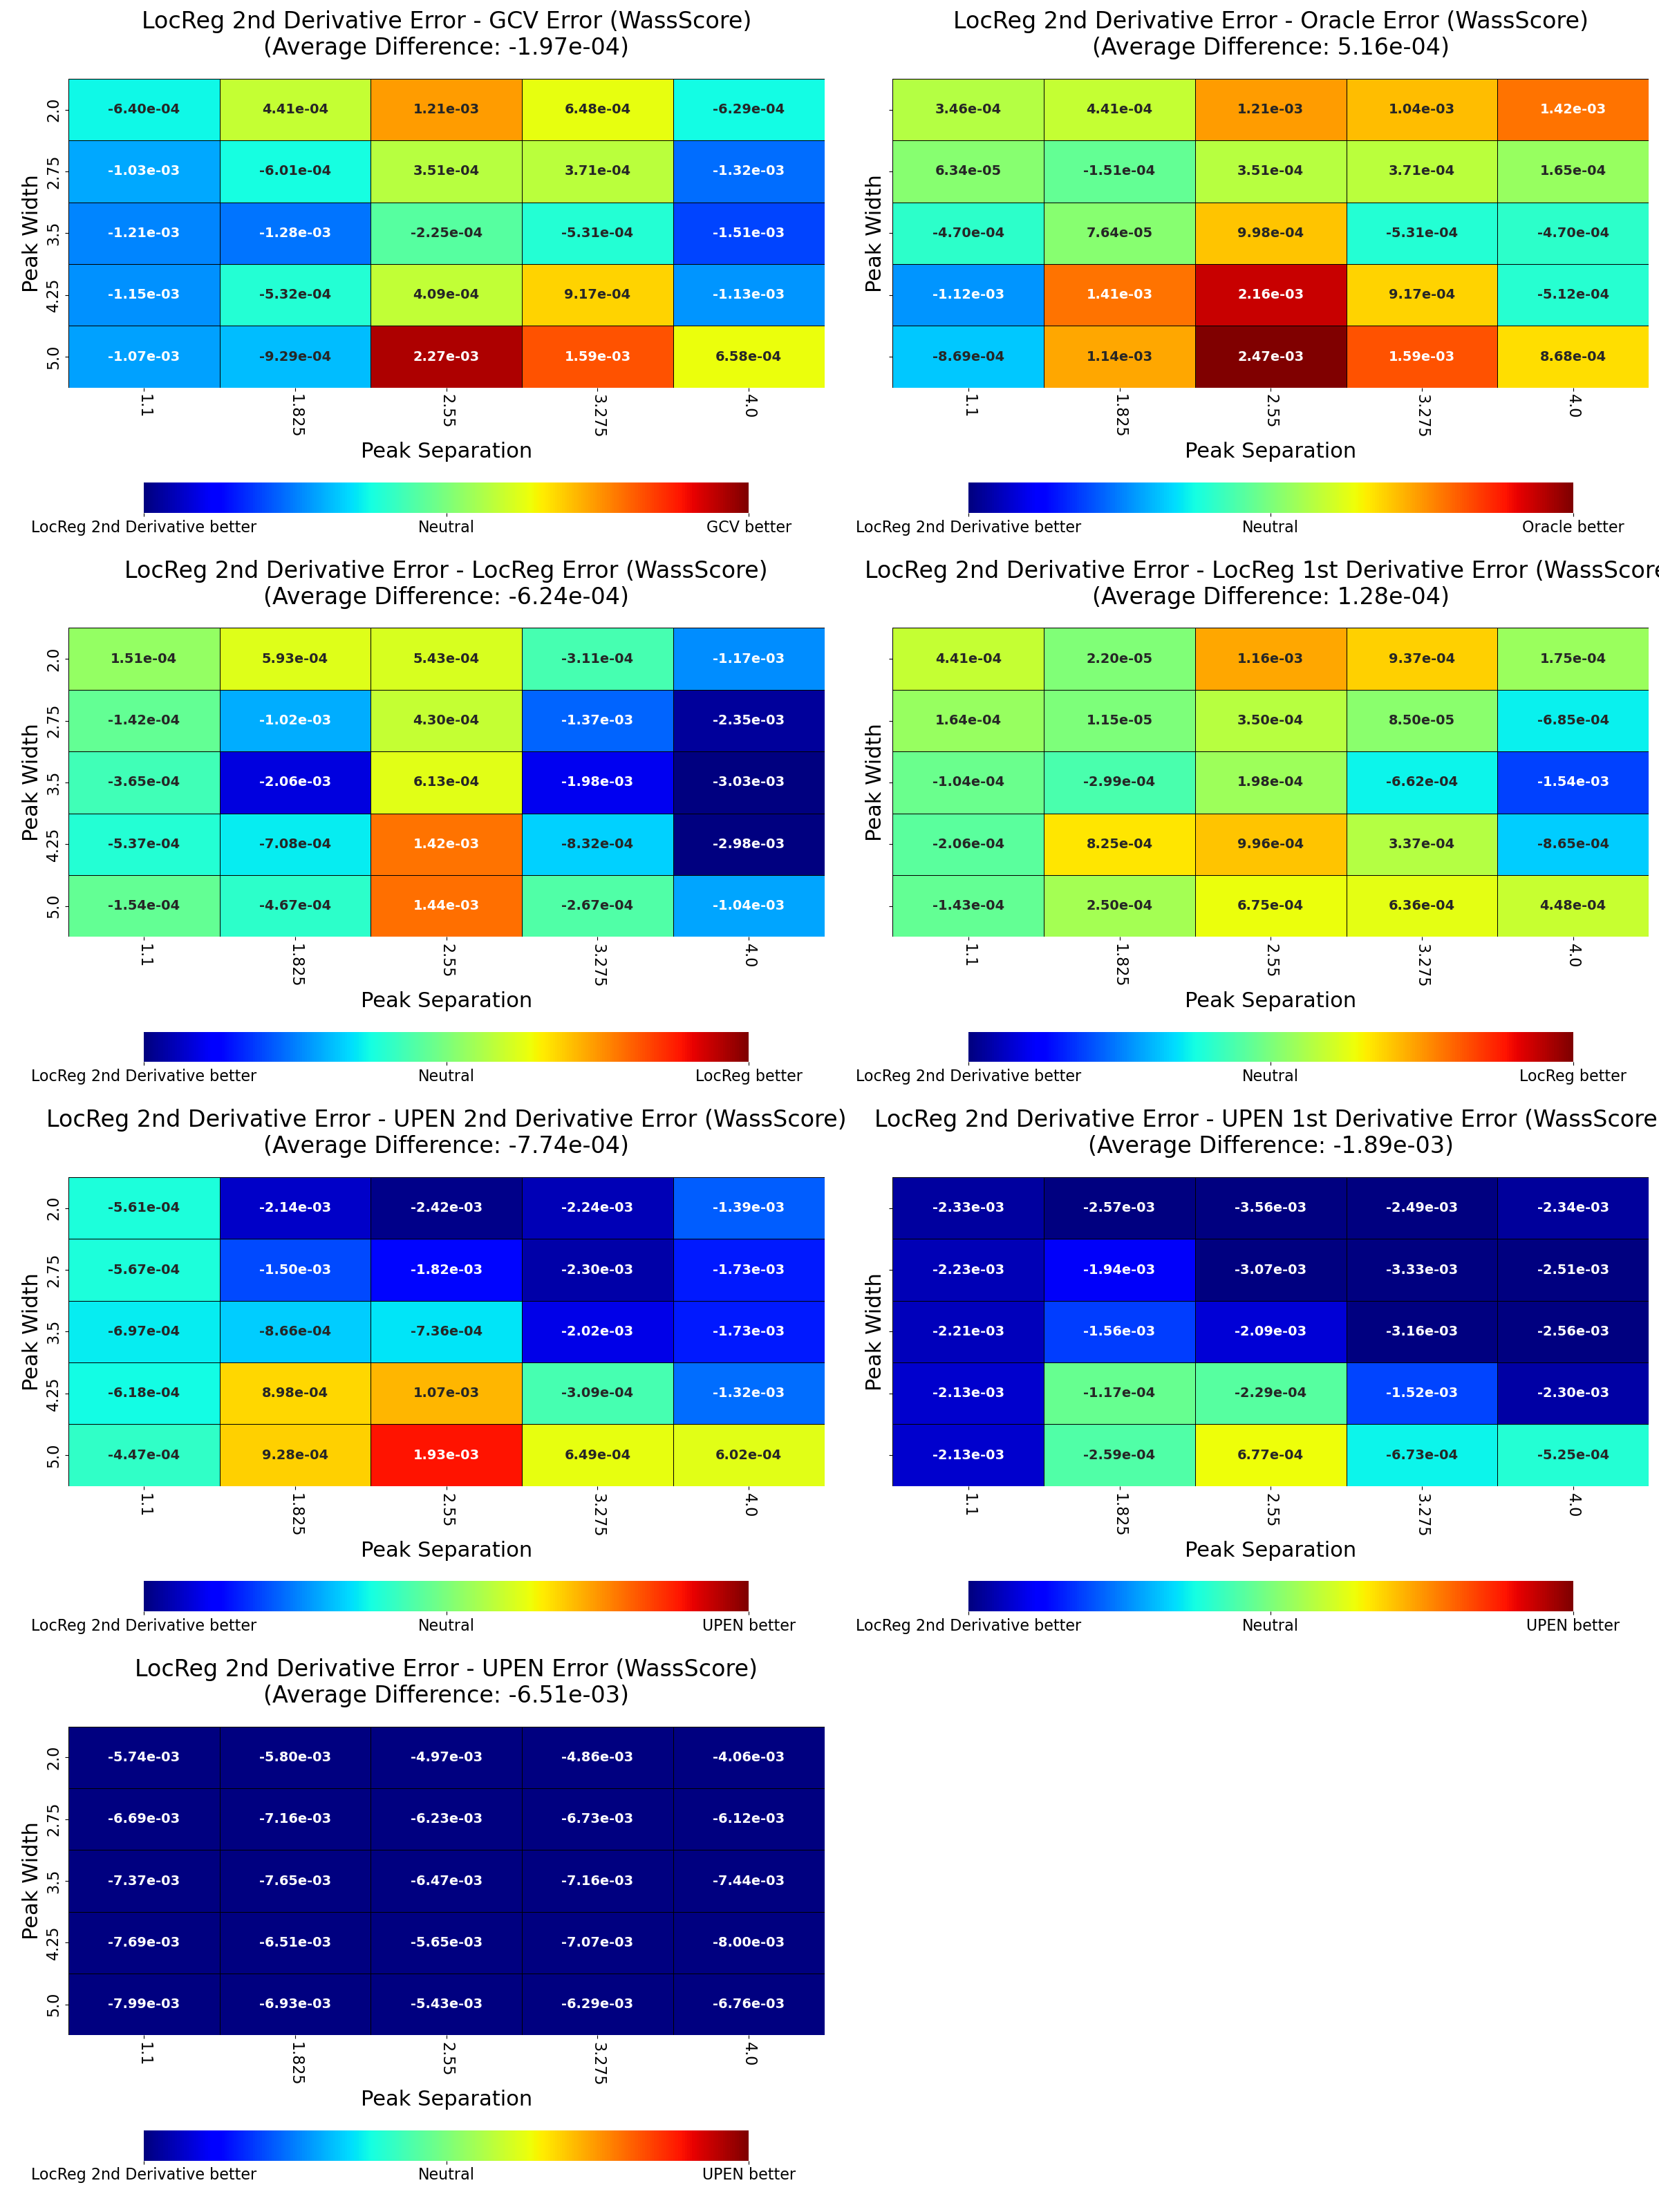 LocReg 2nd Derivative Error - GCV Error (WassScore)
(Average Difference: -1.97e-04)
Peak Width
2.0 -6.40e-04 4.41e-04 1.21e-03 6.48e-04 -6.29e-04
2.75 -1.03e-03 -6.01e-04 3.51e-04 3.71e-04 -1.32e-03
3.5 -1.21e-03 -1.28e-03 -2.25e-04 -5.31e-04 -1.51e-03
4.25 -1.15e-03 -5.32e-04 4.09e-04 9.17e-04 -1.13e-03
5.0 -1.07e-03 -9.29e-04 2.27e-03 1.59e-03 6.58e-04
1.1 1.825 2.55 3.275 4.0
Peak Separation
LocReg 2nd Derivative better Neutral GCV better
LocReg 2nd Derivative Error - Oracle Error (WassScore)
(Average Difference: 5.16e-04)
Peak Width
3.46e-04 4.41e-04 1.21e-03 1.04e-03 1.42e-03
6.34e-05 -1.51e-04 3.51e-04 3.71e-04 1.65e-04
-4.70e-04 7.64e-05 9.98e-04 -5.31e-04 -4.70e-04
-1.12e-03 1.41e-03 2.16e-03 9.17e-04 -5.12e-04
-8.69e-04 1.14e-03 2.47e-03 1.59e-03 8.68e-04
1.1 1.825 2.55 3.275 4.0
Peak Separation
LocReg 2nd Derivative better Neutral Oracle better
LocReg 2nd Derivative Error - LocReg Error (WassScore)
(Average Difference: -6.24e-04)
Peak Width
2.0 1.51e-04 5.93e-04 5.43e-04 -3.11e-04 -1.17e-03
2.75 -1.42e-04 -1.02e-03 4.30e-04 -1.37e-03 -2.35e-03
3.5 -3.65e-04 -2.06e-03 6.13e-04 -1.98e-03 -3.03e-03
4.25 -5.37e-04 -7.08e-04 1.42e-03 -8.32e-04 -2.98e-03
5.0 -1.54e-04 -4.67e-04 1.44e-03 -2.67e-04 -1.04e-03
1.1 1.825 2.55 3.275 4.0
Peak Separation
LocReg 2nd Derivative better Neutral LocReg better
LocReg 2nd Derivative Error - LocReg 1st Derivative Error (WassScore
(Average Difference: 1.28e-04)
Peak Width
4.41e-04 2.20e-05 1.16e-03 9.37e-04 1.75e-04
1.64e-04 1.15e-05 3.50e-04 8.50e-05 -6.85e-04
-1.04e-04 -2.99e-04 1.98e-04 -6.62e-04 -1.54e-03
-2.06e-04 8.25e-04 9.96e-04 3.37e-04 -8.65e-04
-1.43e-04 2.50e-04 6.75e-04 6.36e-04 4.48e-04
1.1 1.825 2.55 3.275 4.0
Peak Separation
LocReg 2nd Derivative better Neutral LocReg better
LocReg 2nd Derivative Error - UPEN 2nd Derivative Error (WassScore)
(Average Difference: -7.74e-04)
Peak Width
2.0 -5.61e-04 -2.14e-03 -2.42e-03 -2.24e-03 -1.39e-03
2.75 -5.67e-04 -1.50e-03 -1.82e-03 -2.30e-03 -1.73e-03
3.5 -6.97e-04 -8.66e-04 -7.36e-04 -2.02e-03 -1.73e-03
4.25 -6.18e-04 8.98e-04 1.07e-03 -3.09e-04 -1.32e-03
5.0 -4.47e-04 9.28e-04 1.93e-03 6.49e-04 6.02e-04
1.1 1.825 2.55 3.275 4.0
Peak Separation
LocReg 2nd Derivative better Neutral UPEN better
LocReg 2nd Derivative Error - UPEN 1st Derivative Error (WassScore
(Average Difference: -1.89e-03)
Peak Width
-2.33e-03 -2.57e-03 -3.56e-03 -2.49e-03 -2.34e-03
-2.23e-03 -1.94e-03 -3.07e-03 -3.33e-03 -2.51e-03
-2.21e-03 -1.56e-03 -2.09e-03 -3.16e-03 -2.56e-03
-2.13e-03 -1.17e-04 -2.29e-04 -1.52e-03 -2.30e-03
-2.13e-03 -2.59e-04 6.77e-04 -6.73e-04 -5.25e-04
1.1 1.825 2.55 3.275 4.0
Peak Separation
LocReg 2nd Derivative better Neutral UPEN better
LocReg 2nd Derivative Error - UPEN Error (WassScore)
(Average Difference: -6.51e-03)
Peak Width
2.0 -5.74e-03 -5.80e-03 -4.97e-03 -4.86e-03 -4.06e-03
2.75 -6.69e-03 -7.16e-03 -6.23e-03 -6.73e-03 -6.12e-03
3.5 -7.37e-03 -7.65e-03 -6.47e-03 -7.16e-03 -7.44e-03
4.25 -7.69e-03 -6.51e-03 -5.65e-03 -7.07e-03 -8.00e-03
5.0 -7.99e-03 -6.93e-03 -5.43e-03 -6.29e-03 -6.76e-03
1.1 1.825 2.55 3.275 4.0
Peak Separation
LocReg 2nd Derivative better Neutral UPEN better